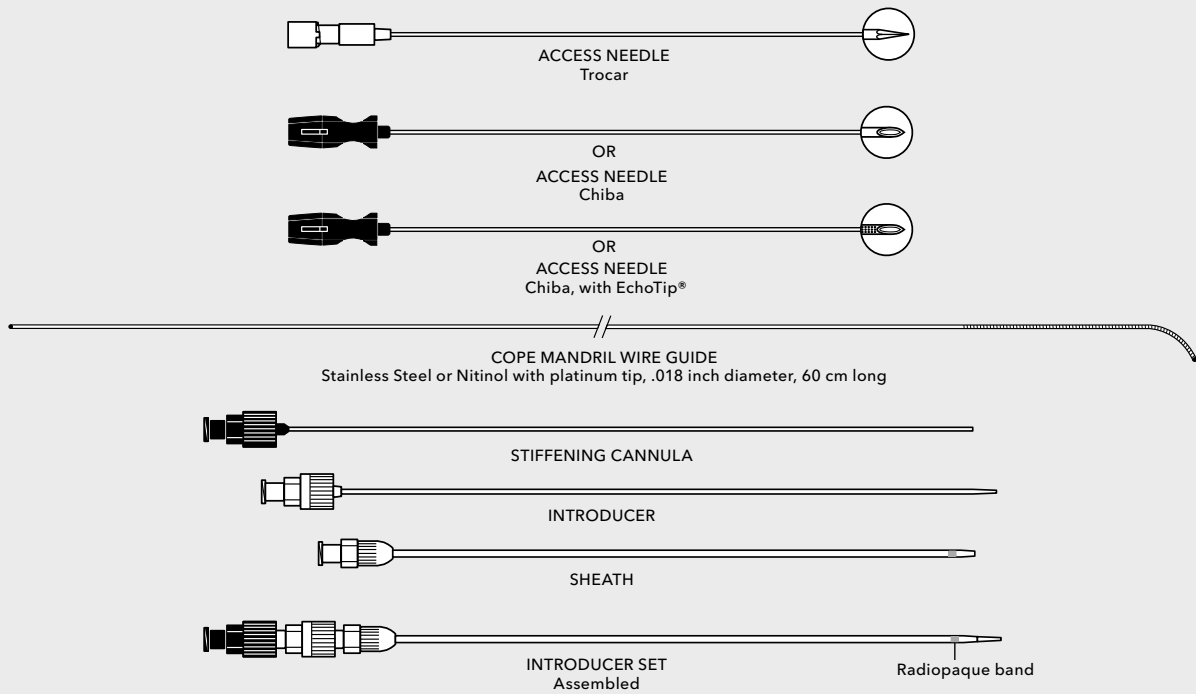 ACCESS NEEDLE
Trocar
OR
ACCESS NEEDLE
Chiba
OR
ACCESS NEEDLE
Chiba, with EchoTip®
COPE MANDRIL WIRE GUIDE
Stainless Steel or Nitinol with platinum tip, .018 inch diameter, 60 cm long
STIFFENING CANNULA
INTRODUCER
SHEATH
INTRODUCER SET
Assembled
Radiopaque band